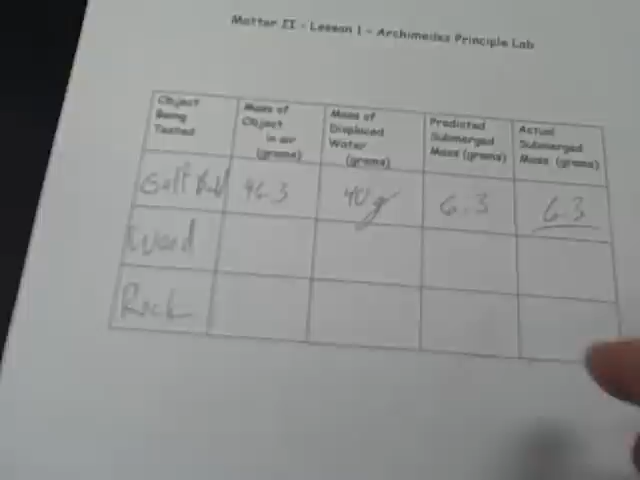 Matter II - Lesson 1 - Archimedes Principle Lab
Object Being Tested
Mass of Object in air (grams)
Mass of Displaced Water (grams)
Predicted Submerged Mass (grams)
Actual Submerged Mass (grams)
Golf Ball 46.3 40 g 6.3 6.3
Wood
Rock